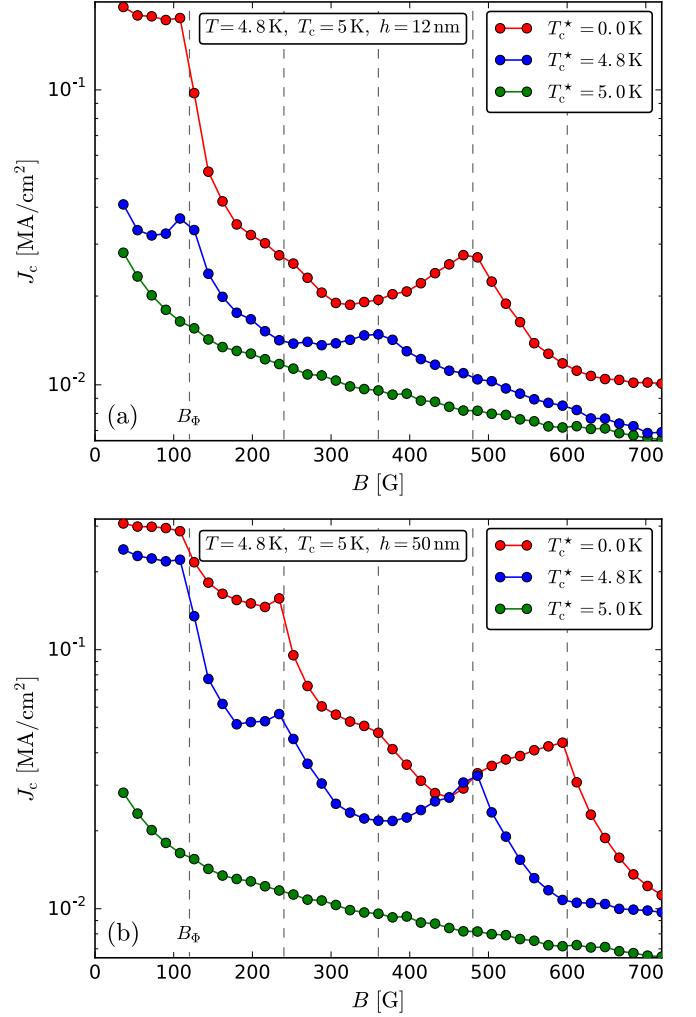 T = 4.8 K, T_c = 5 K, h = 12 nm
T_c^⋆ = 0.0 K
T_c^⋆ = 4.8 K
T_c^⋆ = 5.0 K
10^-1
J_c [MA/cm^2]
10^-2
(a)
B_Φ
0 100 200 300 400 500 600 700
B [G]
T = 4.8 K, T_c = 5 K, h = 50 nm
T_c^⋆ = 0.0 K
T_c^⋆ = 4.8 K
T_c^⋆ = 5.0 K
10^-1
J_c [MA/cm^2]
10^-2
(b)
B_Φ
0 100 200 300 400 500 600 700
B [G]